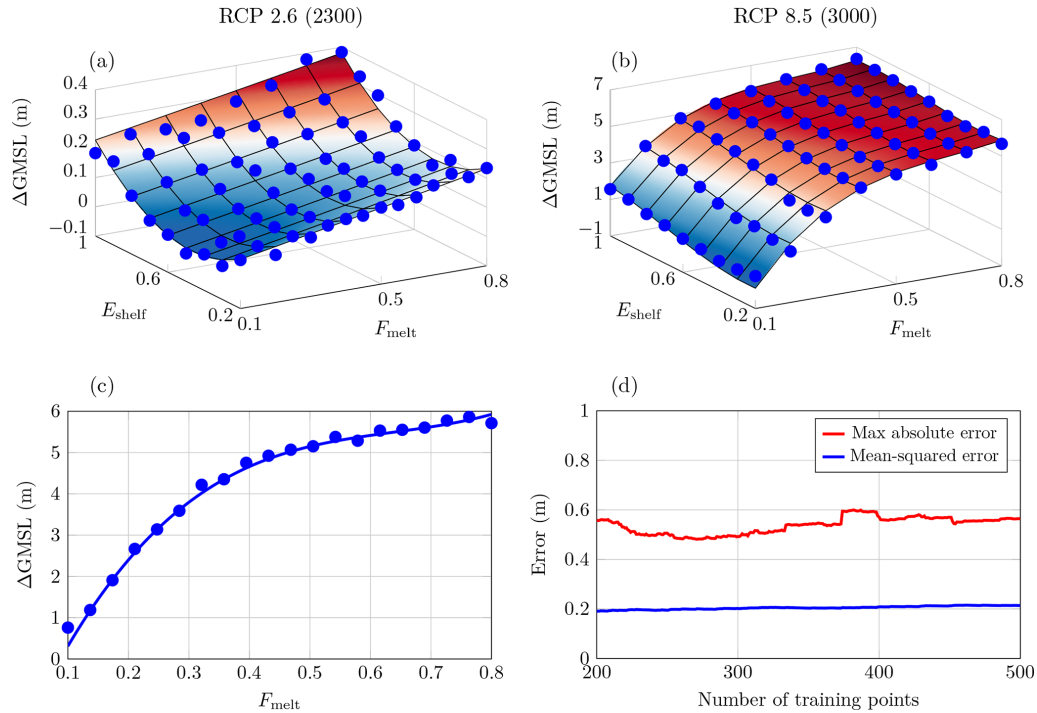 RCP 2.6 (2300)
RCP 8.5 (3000)
(a)
ΔGMSL (m)
0.4
0.3
0.2
0.1
0
−0.1
1
0.6
0.2
E_shelf
0.1
0.5
0.8
F_melt
(b)
ΔGMSL (m)
7
5
3
1
−1
1
0.6
0.2
E_shelf
0.1
0.5
0.8
F_melt
(c)
ΔGMSL (m)
6
5
4
3
2
1
0
0.1 0.2 0.3 0.4 0.5 0.6 0.7 0.8
F_melt
(d)
Error (m)
1
0.8
0.6
0.4
0.2
0
Max absolute error
Mean-squared error
200 300 400 500
Number of training points